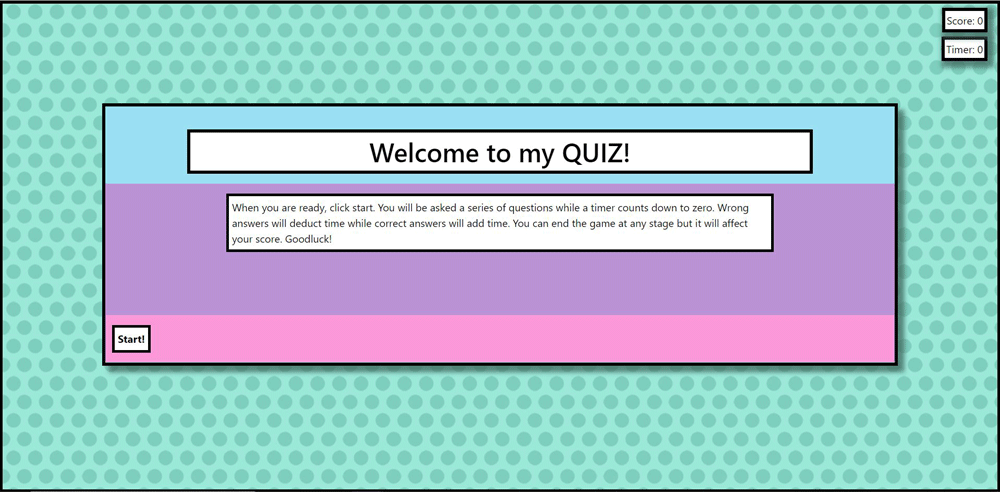 Score: 0
Timer: 0
Welcome to my QUIZ!
When you are ready, click start. You will be asked a series of questions while a timer counts down to zero. Wrong
answers will deduct time while correct answers will add time. You can end the game at any stage but it will affect
your score. Goodluck!
Start!